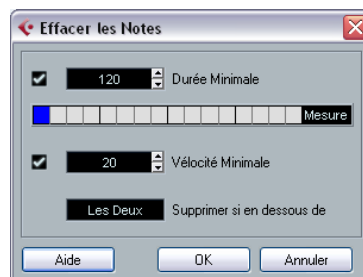 Effacer les Notes
120 Durée Minimale
Mesure
20 Vélocité Minimale
Les Deux Supprimer si en dessous de
Aide OK Annuler